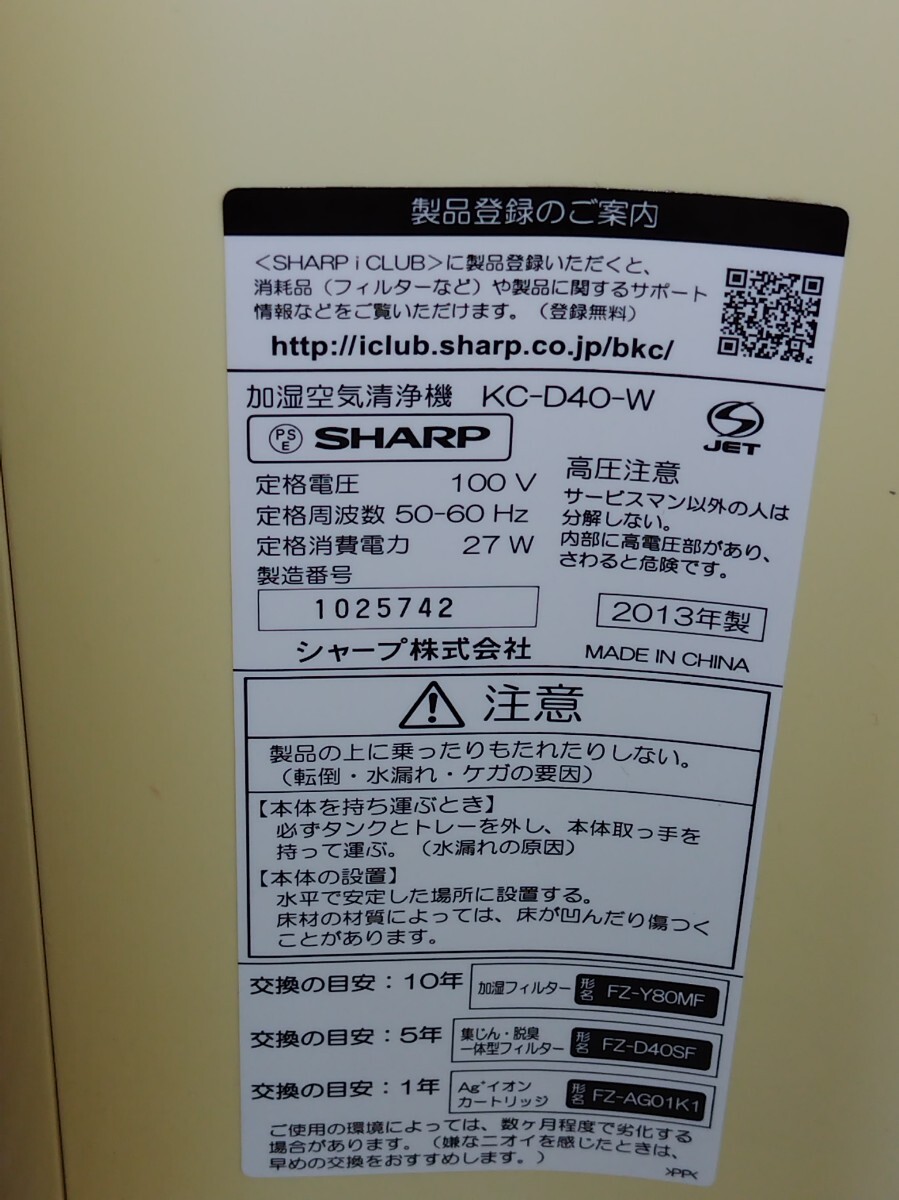 製品登録のご案内
<SHARP i CLUB>に製品登録いただくと、
消耗品（フィルターなど）や製品に関するサポート
情報などをご覧いただけます。（登録無料）
http://iclub.sharp.co.jp/bkc/
加湿空気清浄機 KC-D40-W
PS
E
SHARP
JET
定格電圧 100 V
定格周波数 50-60 Hz
定格消費電力 27 W
製造番号
1025742
シャープ株式会社
高圧注意
サービスマン以外の人は
分解しない。
内部に高電圧部があり、
さわると危険です。
2013年製
MADE IN CHINA
注意
製品の上に乗ったりもたれたりしない。
（転倒・水漏れ・ケガの要因）
【本体を持ち運ぶとき】
必ずタンクとトレーを外し、本体取っ手を
持って運ぶ。（水漏れの原因）
【本体の設置】
水平で安定した場所に設置する。
床材の材質によっては、床が凹んだり傷つく
ことがあります。
交換の目安：10年 加湿フィルター 形名 FZ-Y80MF
交換の目安：5年 集じん・脱臭
一体型フィルター 形名 FZ-D40SF
交換の目安：1年 Ag⁺イオン
カートリッジ 形名 FZ-AG01K1
ご使用の環境によっては、数ヶ月程度で劣化する
場合があります。（嫌なニオイを感じたときは、
早めの交換をおすすめします。）
>PP<